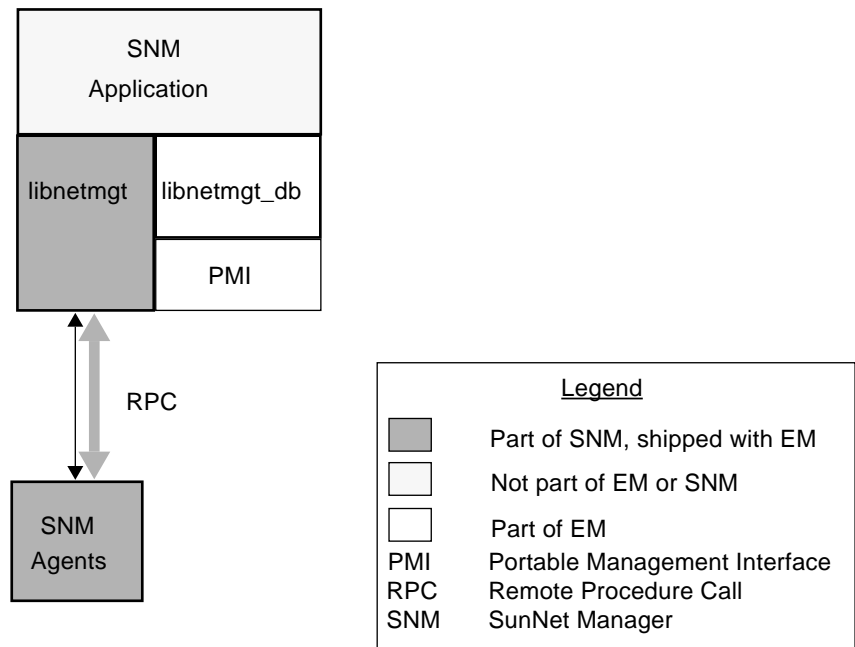 SNM
Application
libnetmgt
libnetmgt_db
PMI
RPC
SNM
Agents
Legend
Part of SNM, shipped with EM
Not part of EM or SNM
Part of EM
PMI Portable Management Interface
RPC Remote Procedure Call
SNM SunNet Manager